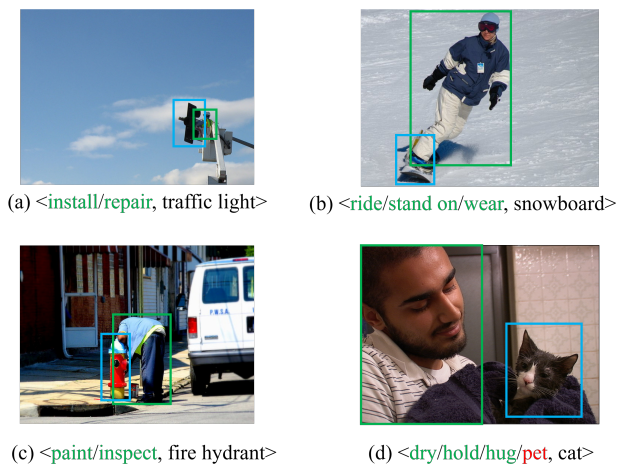 (a) <install/repair, traffic light>
(b) <ride/stand on/wear, snowboard>
P.W.S.A.
(c) <paint/inspect, fire hydrant>
(d) <dry/hold/hug/pet, cat>